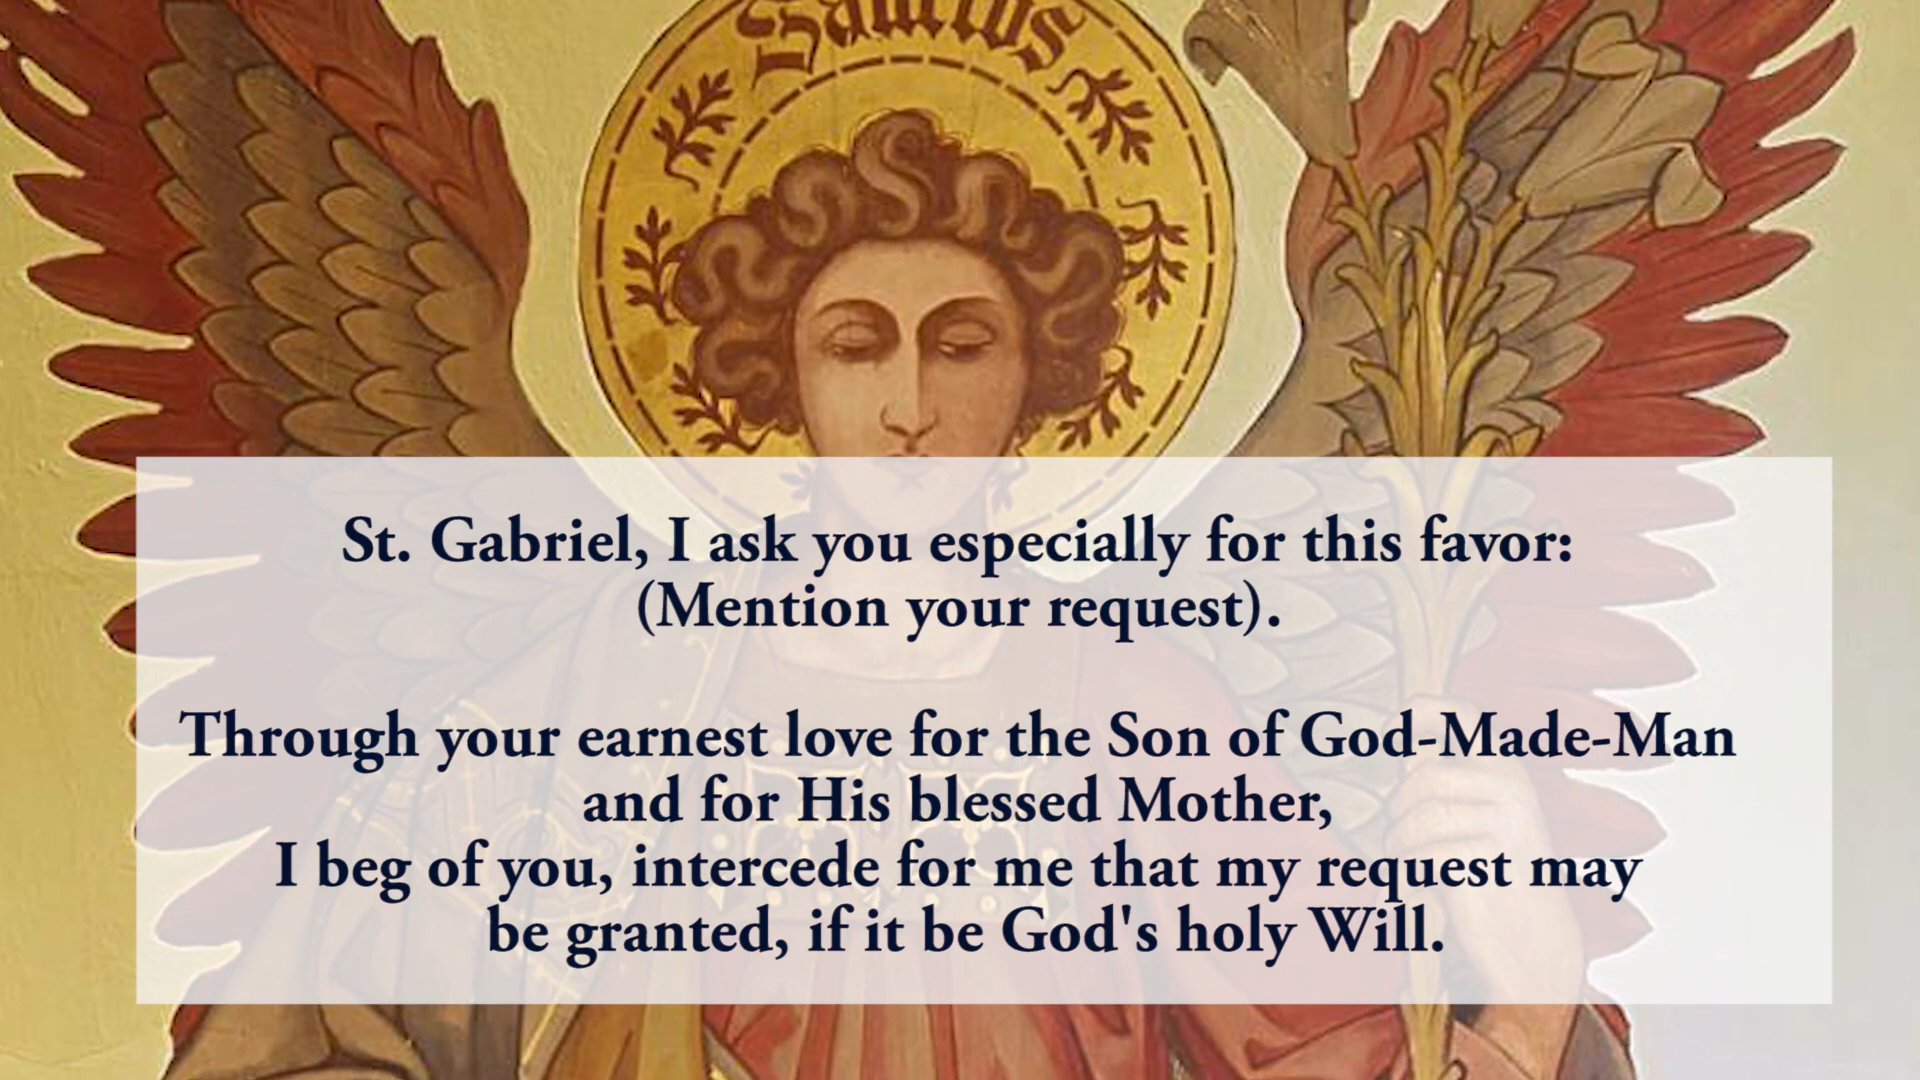 Sanctus
St. Gabriel, I ask you especially for this favor:
(Mention your request).
Through your earnest love for the Son of God-Made-Man
and for His blessed Mother,
I beg of you, intercede for me that my request may
be granted, if it be God's holy Will.